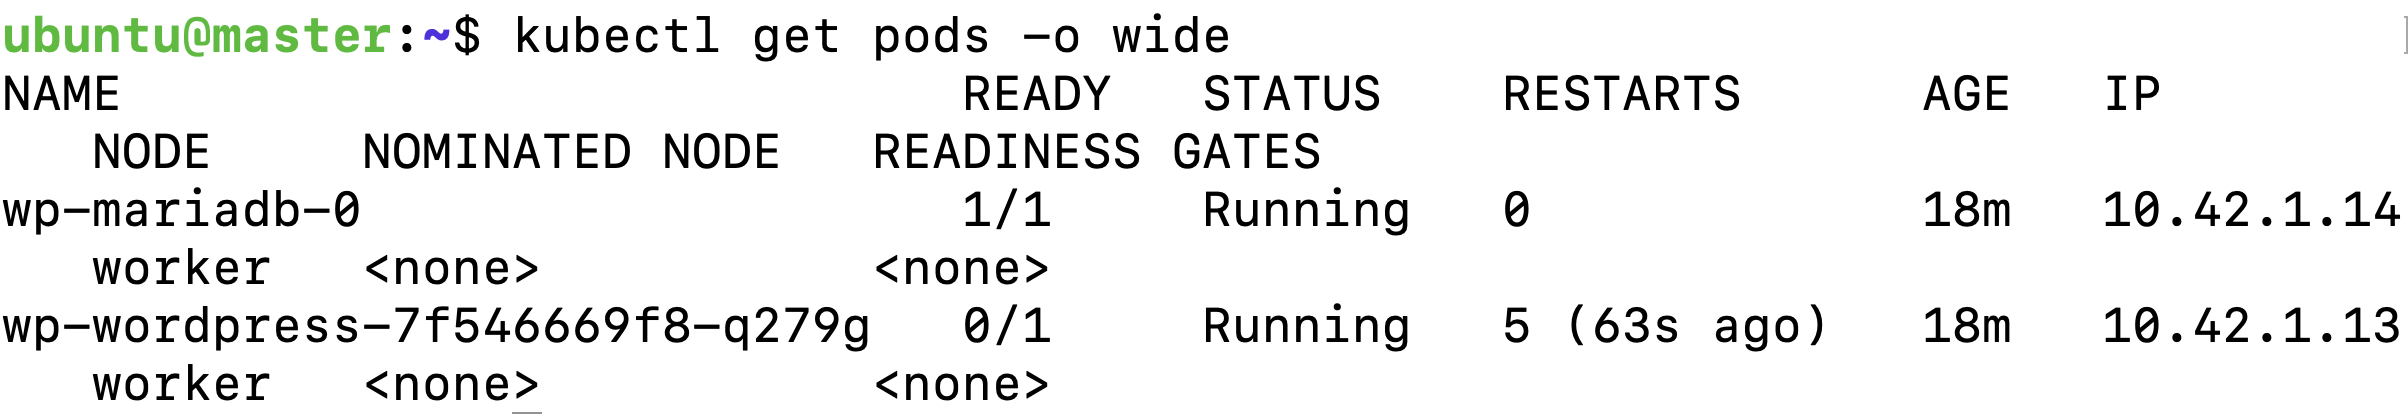 ubuntu@master:~$ kubectl get pods -o wide
NAME                            READY   STATUS    RESTARTS      AGE   IP
   NODE     NOMINATED NODE   READINESS GATES
wp-mariadb-0                    1/1     Running   0             18m   10.42.1.14
   worker   <none>           <none>
wp-wordpress-7f546669f8-q279g   0/1     Running   5 (63s ago)   18m   10.42.1.13
   worker   <none>           <none>